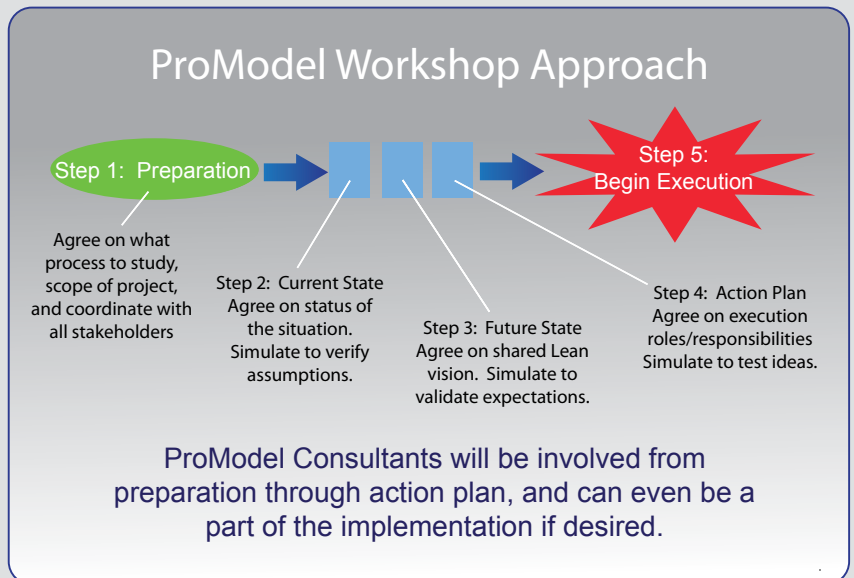 ProModel Workshop Approach
Step 1: Preparation
Step 5:
Begin Execution
Agree on what
process to study,
scope of project,
and coordinate with
all stakeholders
Step 2: Current State
Agree on status of
the situation.
Simulate to verify
assumptions.
Step 3: Future State
Agree on shared Lean
vision. Simulate to
validate expectations.
Step 4: Action Plan
Agree on execution
roles/responsibilities
Simulate to test ideas.
ProModel Consultants will be involved from
preparation through action plan, and can even be a
part of the implementation if desired.